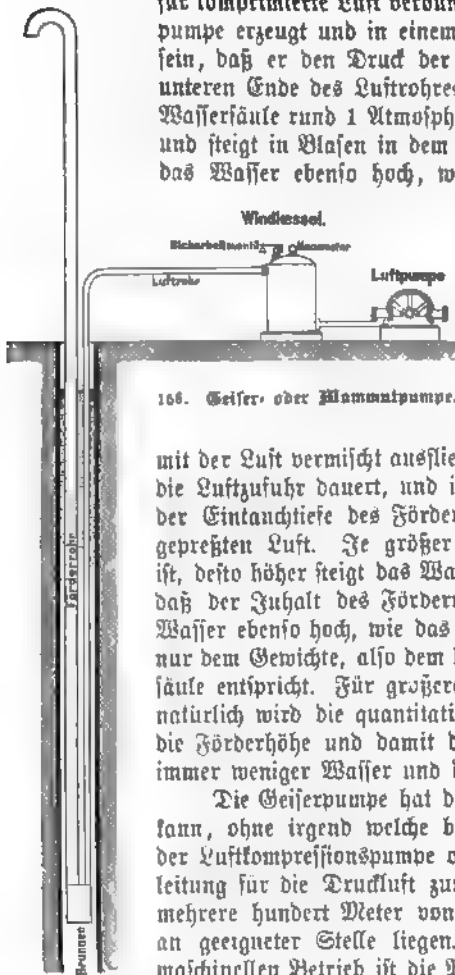 für komprimierte Luft verbun
pumpe erzeugt und in einem
sein, daß er den Druck der
unteren Ende des Luftrohres
Wassersäule rund 1 Atmosph
und steigt in Blasen in dem
das Wasser ebenso hoch, w
Windkessel.
Sicherheitsventil Manometer
Luftrohr
Luftpumpe
Förderrohr
Brunnen
166. Geiser- oder Mammutpumpe.
mit der Luft vermischt ausflie
die Luftzufuhr dauert, und i
der Eintauchtiefe des Förder
gepreßten Luft. Je größer
ist, desto höher steigt das Wa
daß der Inhalt des Förderr
Wasser ebenso hoch, wie das
nur dem Gewichte, also dem
säule entspricht. Für größere
natürlich wird die quantitati
die Förderhöhe und damit d
immer weniger Wasser und
Die Geiserpumpe hat d
kann, ohne irgend welche b
der Luftkompressionspumpe o
leitung für die Druckluft zu
mehrere hundert Meter von
an geeigneter Stelle liegen.
maschinellen Betrieb ist die